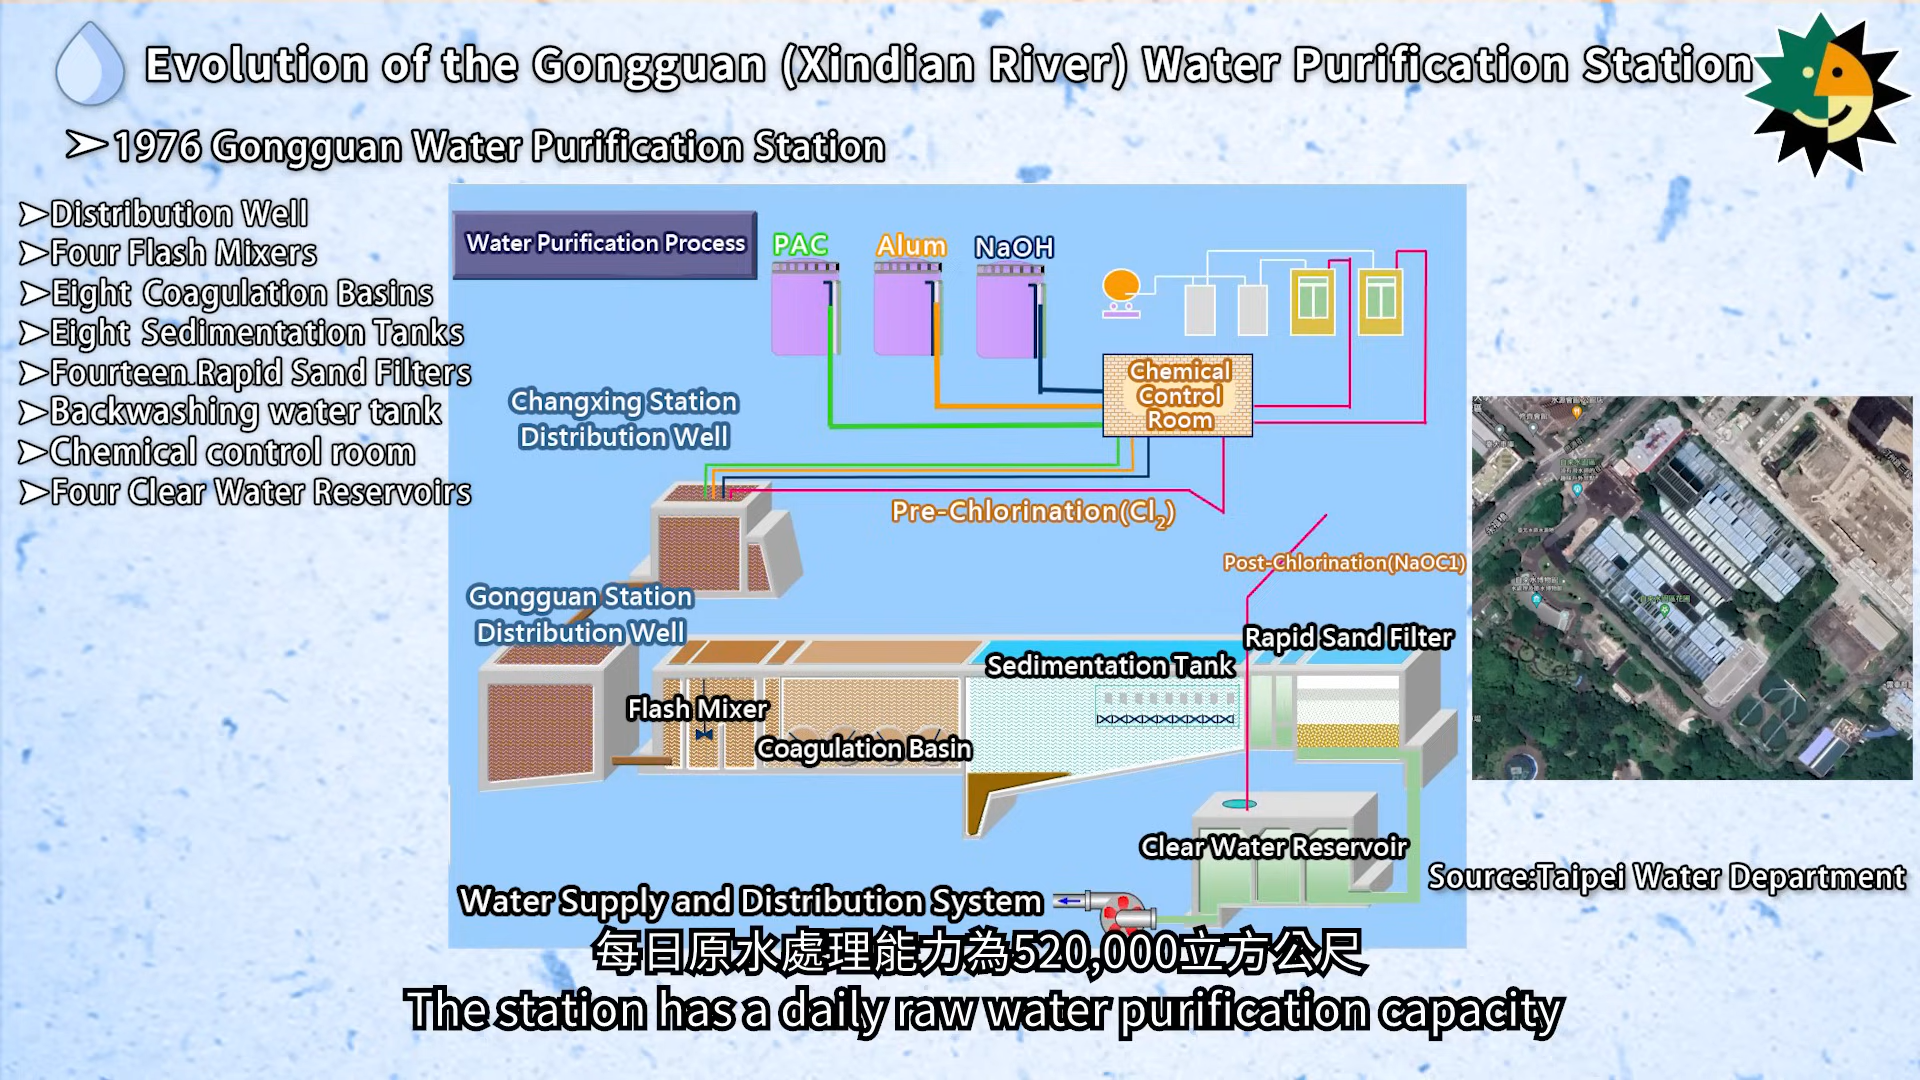 Evolution of the Gongguan (Xindian River) Water Purification Station
➢1976 Gongguan Water Purification Station
➢Distribution Well
➢Four Flash Mixers
➢Eight Coagulation Basins
➢Eight Sedimentation Tanks
➢Fourteen Rapid Sand Filters
➢Backwashing water tank
➢Chemical control room
➢Four Clear Water Reservoirs
Water Purification Process
PAC
Alum
NaOH
Chemical
Control
Room
Changxing Station
Distribution Well
Pre-Chlorination(Cl₂)
Post-Chlorination(NaOC1)
Gongguan Station
Distribution Well
Rapid Sand Filter
Sedimentation Tank
Flash Mixer
Coagulation Basin
Clear Water Reservoir
Source:Taipei Water Department
Water Supply and Distribution System
每日原水處理能力為520,000立方公尺
The station has a daily raw water purification capacity